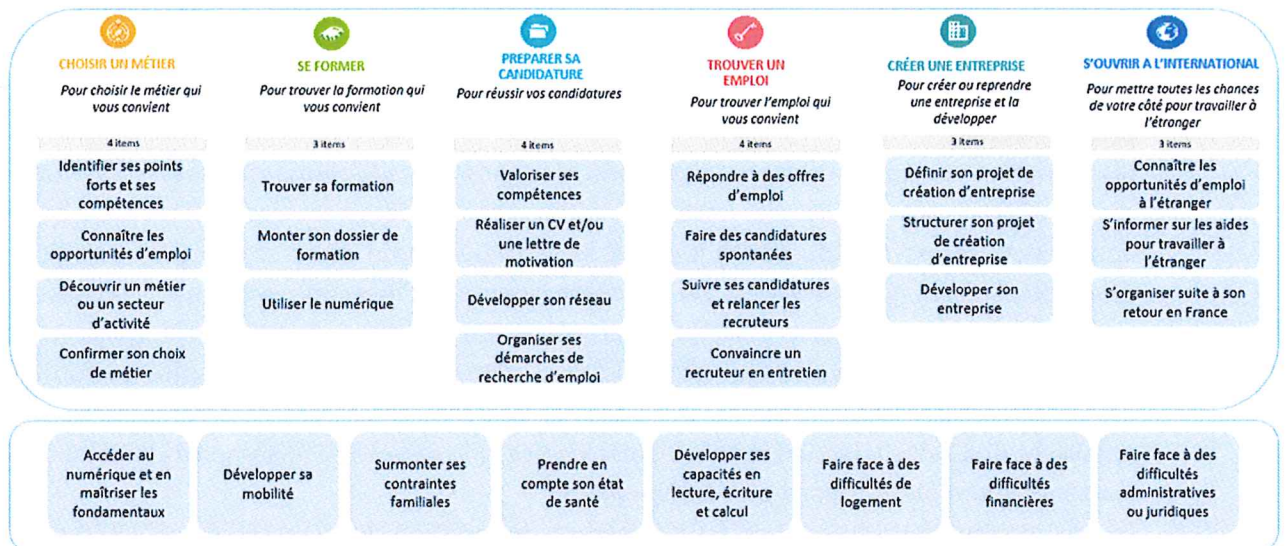 CHOISIR UN MÉTIER
Pour choisir le métier qui
vous convient
4 items
Identifier ses points
forts et ses
compétences
Connaître les
opportunités d'emploi
Découvrir un métier
ou un secteur
d'activité
Confirmer son choix
de métier
SE FORMER
Pour trouver la formation qui
vous convient
3 items
Trouver sa formation
Monter son dossier de
formation
Utiliser le numérique
PREPARER SA
CANDIDATURE
Pour réussir vos candidatures
4 items
Valoriser ses
compétences
Réaliser un CV et/ou
une lettre de
motivation
Développer son réseau
Organiser ses
démarches de
recherche d'emploi
TROUVER UN
EMPLOI
Pour trouver l'emploi qui
vous convient
4 items
Répondre à des offres
d'emploi
Faire des candidatures
spontanées
Suivre ses candidatures
et relancer les
recruteurs
Convaincre un
recruteur en entretien
CRÉER UNE ENTREPRISE
Pour créer ou reprendre
une entreprise et la
développer
3 items
Définir son projet de
création d'entreprise
Structurer son projet
de création
d'entreprise
Développer son
entreprise
S'OUVRIR A L'INTERNATIONAL
Pour mettre toutes les chances
de votre côté pour travailler à
l'étranger
3 items
Connaître les
opportunités d'emploi
à l'étranger
S'informer sur les aides
pour travailler à
l'étranger
S'organiser suite à son
retour en France
Accéder au
numérique et en
maîtriser les
fondamentaux
Développer sa
mobilité
Surmonter ses
contraintes
familiales
Prendre en
compte son état
de santé
Développer ses
capacités en
lecture, écriture
et calcul
Faire face à des
difficultés de
logement
Faire face à des
difficultés
financières
Faire face à des
difficultés
administratives
ou juridiques